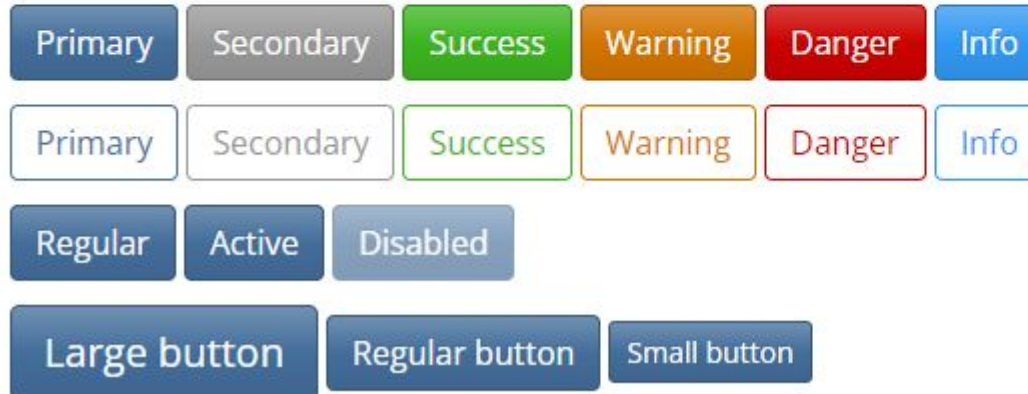 Primary Secondary Success Warning Danger Info
Primary Secondary Success Warning Danger Info
Regular Active Disabled
Large button Regular button Small button